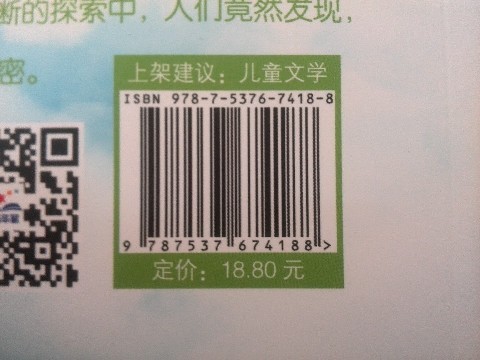 断的探索中，人们竟然发现，
密。
上架建议：儿童文学
ISBN 978-7-5376-7418-8
9 787537 674188 >
定价：18.80 元